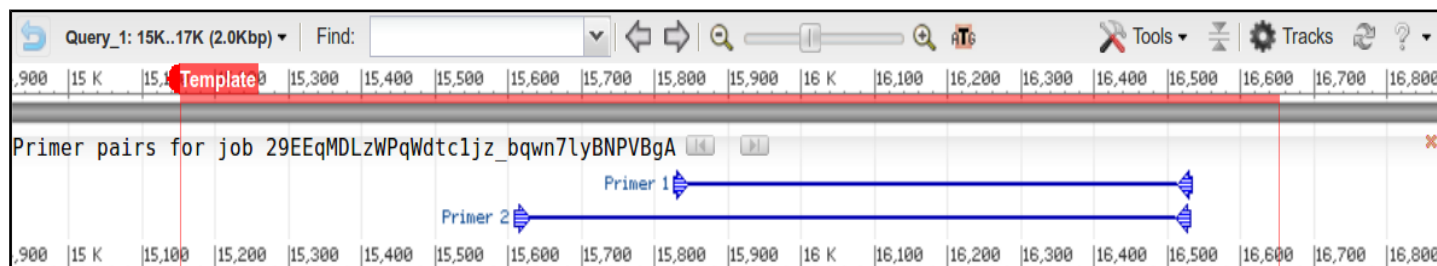 Query_1: 15K..17K (2.0Kbp) Find: ATG Tools Tracks ?
,900 15 K 15,1 Template 200 15,300 15,400 15,500 15,600 15,700 15,800 15,900 16 K 16,100 16,200 16,300 16,400 16,500 16,600 16,700 16,800
Primer pairs for job 29EEqMDLzWPqWdtc1jz_bqwn7lyBNPVBgA
Primer 1
Primer 2
,900 15 K 15,100 15,200 15,300 15,400 15,500 15,600 15,700 15,800 15,900 16 K 16,100 16,200 16,300 16,400 16,500 16,600 16,700 16,800